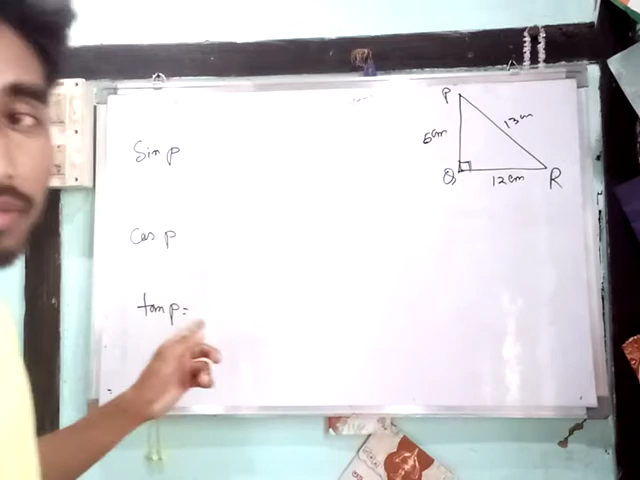 P
5cm
13cm
Q
12cm
R
Sin p
Cos p
tan p =